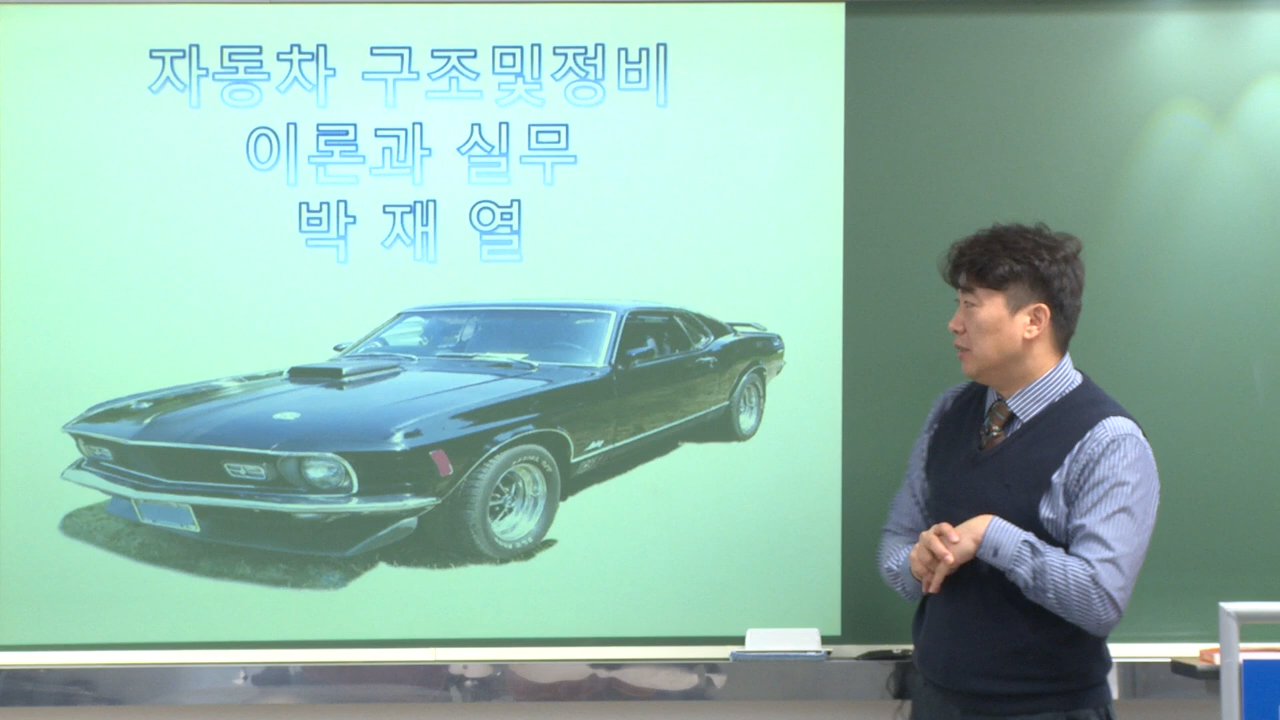 자동차 구조및정비
이론과 실무
박 재 열